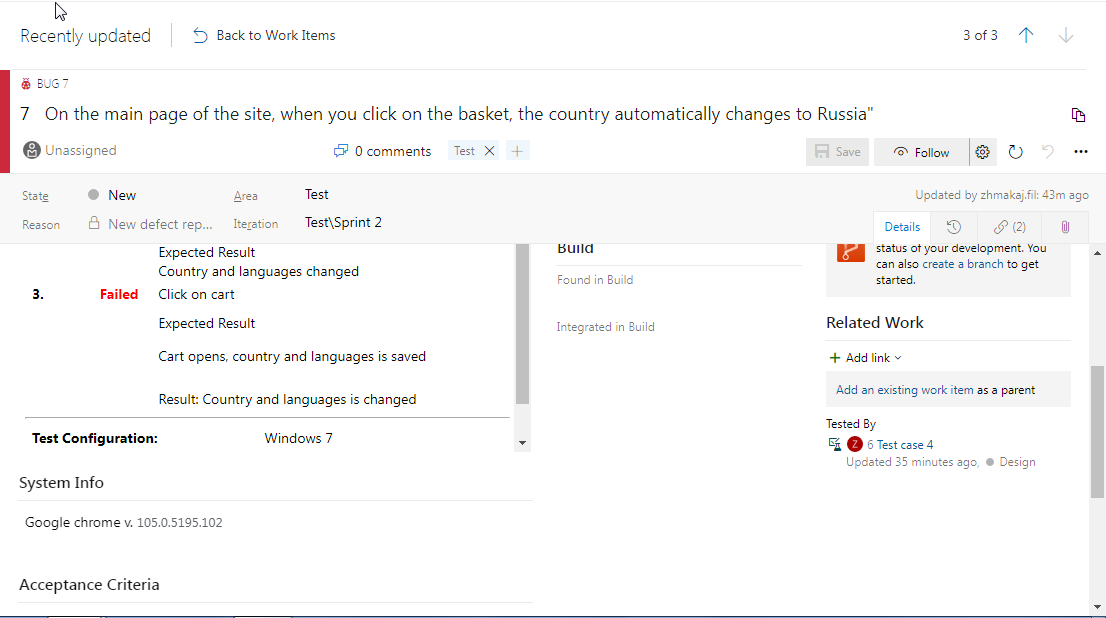 Recently updated
Back to Work Items
3 of 3
BUG 7
7 On the main page of the site, when you click on the basket, the country automatically changes to Russia"
Unassigned
0 comments
Test
Save
Follow
State
New
Area
Test
Updated by zhmakaj.fil: 43m ago
Reason
New defect rep...
Iteration
Test\Sprint 2
Details
(2)
Expected Result
Country and languages changed
3. Failed Click on cart
Expected Result
Cart opens, country and languages is saved
Result: Country and languages is changed
Test Configuration: Windows 7
System Info
Google chrome v. 105.0.5195.102
Acceptance Criteria
Build
Found in Build
Integrated in Build
status of your development. You
can also create a branch to get
started.
Related Work
Add link
Add an existing work item as a parent
Tested By
Z 6 Test case 4
Updated 35 minutes ago, Design